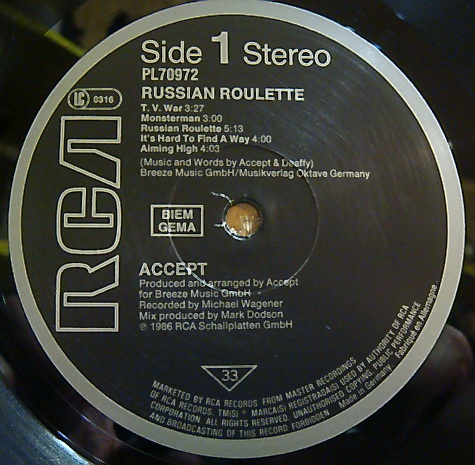 Side 1 Stereo
PL70972
RUSSIAN ROULETTE
LC 0316
T. V. War 3:27
Monsterman 3:00
Russian Roulette 5:13
It's Hard To Find A Way 4:00
Aiming High 4:03
(Music and Words by Accept & Deaffy)
Breeze Music GmbH/Musikverlag Oktave Germany
RCA
BIEM
GEMA
ACCEPT
Produced and arranged by Accept
for Breeze Music GmbH
Recorded by Michael Wagener
Mix produced by Mark Dodson
℗ 1986 RCA Schallplatten GmbH
33
MARKETED BY RCA RECORDS FROM MASTER RECORDINGS
OF RCA RECORDS. TM(S) ® MARCA(S) REGISTRADA(S) USED BY AUTHORITY OF RCA
CORPORATION. ALL RIGHTS RESERVED. UNAUTHORISED COPYING, PUBLIC PERFORMANCE
AND BROADCASTING OF THIS RECORD FORBIDDEN
Made in Germany Fabriqué en Allemagne